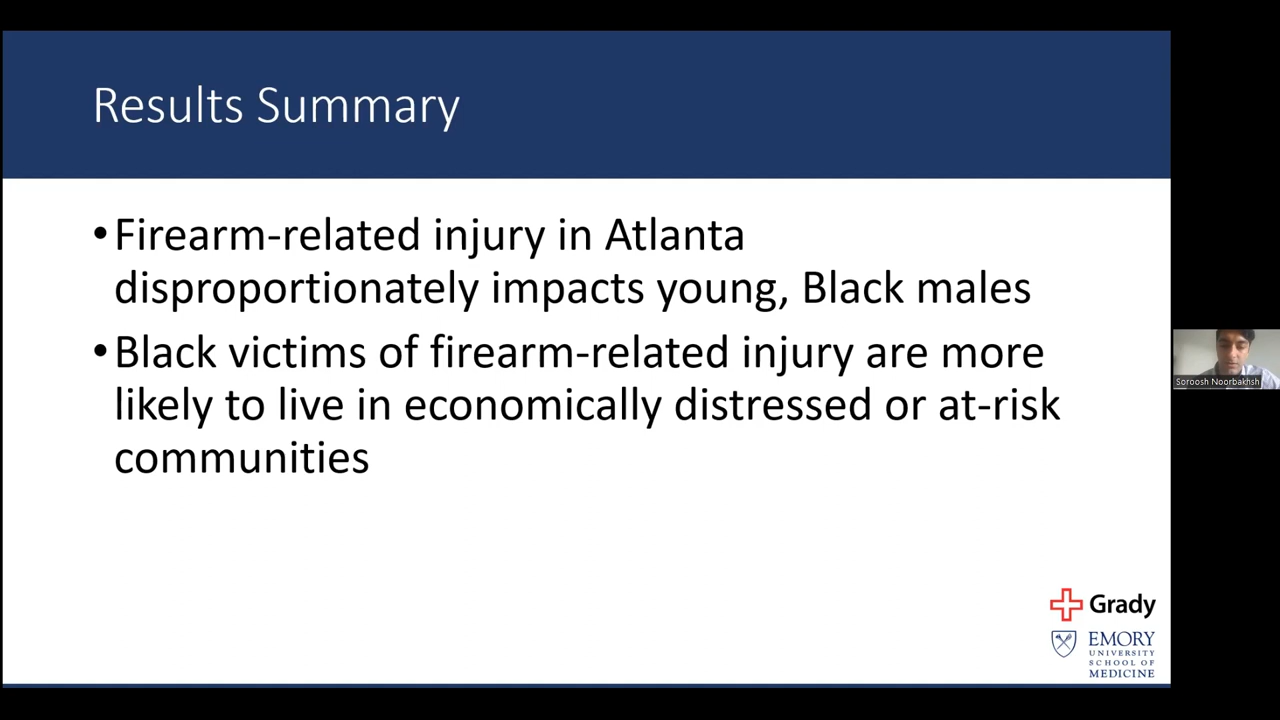 Results Summary
•Firearm-related injury in Atlanta
disproportionately impacts young, Black males
•Black victims of firearm-related injury are more
likely to live in economically distressed or at-risk
communities
Soroosh Noorbakhsh
Grady
EMORY
UNIVERSITY
SCHOOL OF
MEDICINE